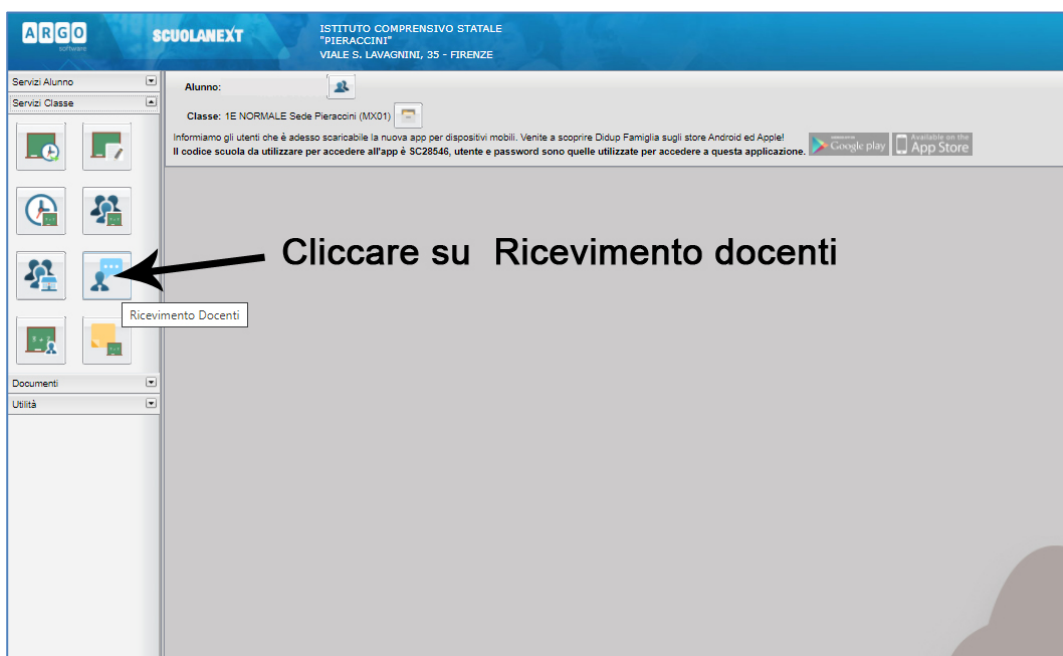 ARGO
software
SCUOLANEXT
ISTITUTO COMPRENSIVO STATALE
"PIERACCINI"
VIALE S. LAVAGNINI, 35 - FIRENZE
Servizi Alunno
Servizi Classe
Alunno:
Classe: 1E NORMALE Sede Pieraccini (MX01)
Informiamo gli utenti che è adesso scaricabile la nuova app per dispositivi mobili. Venite a scoprire Didup Famiglia sugli store Android ed Apple!
Il codice scuola da utilizzare per accedere all'app è SC28546, utente e password sono quelle utilizzate per accedere a questa applicazione.
Google play
Available on the
App Store
Cliccare su Ricevimento docenti
Ricevimento Docenti
Documenti
Utilità